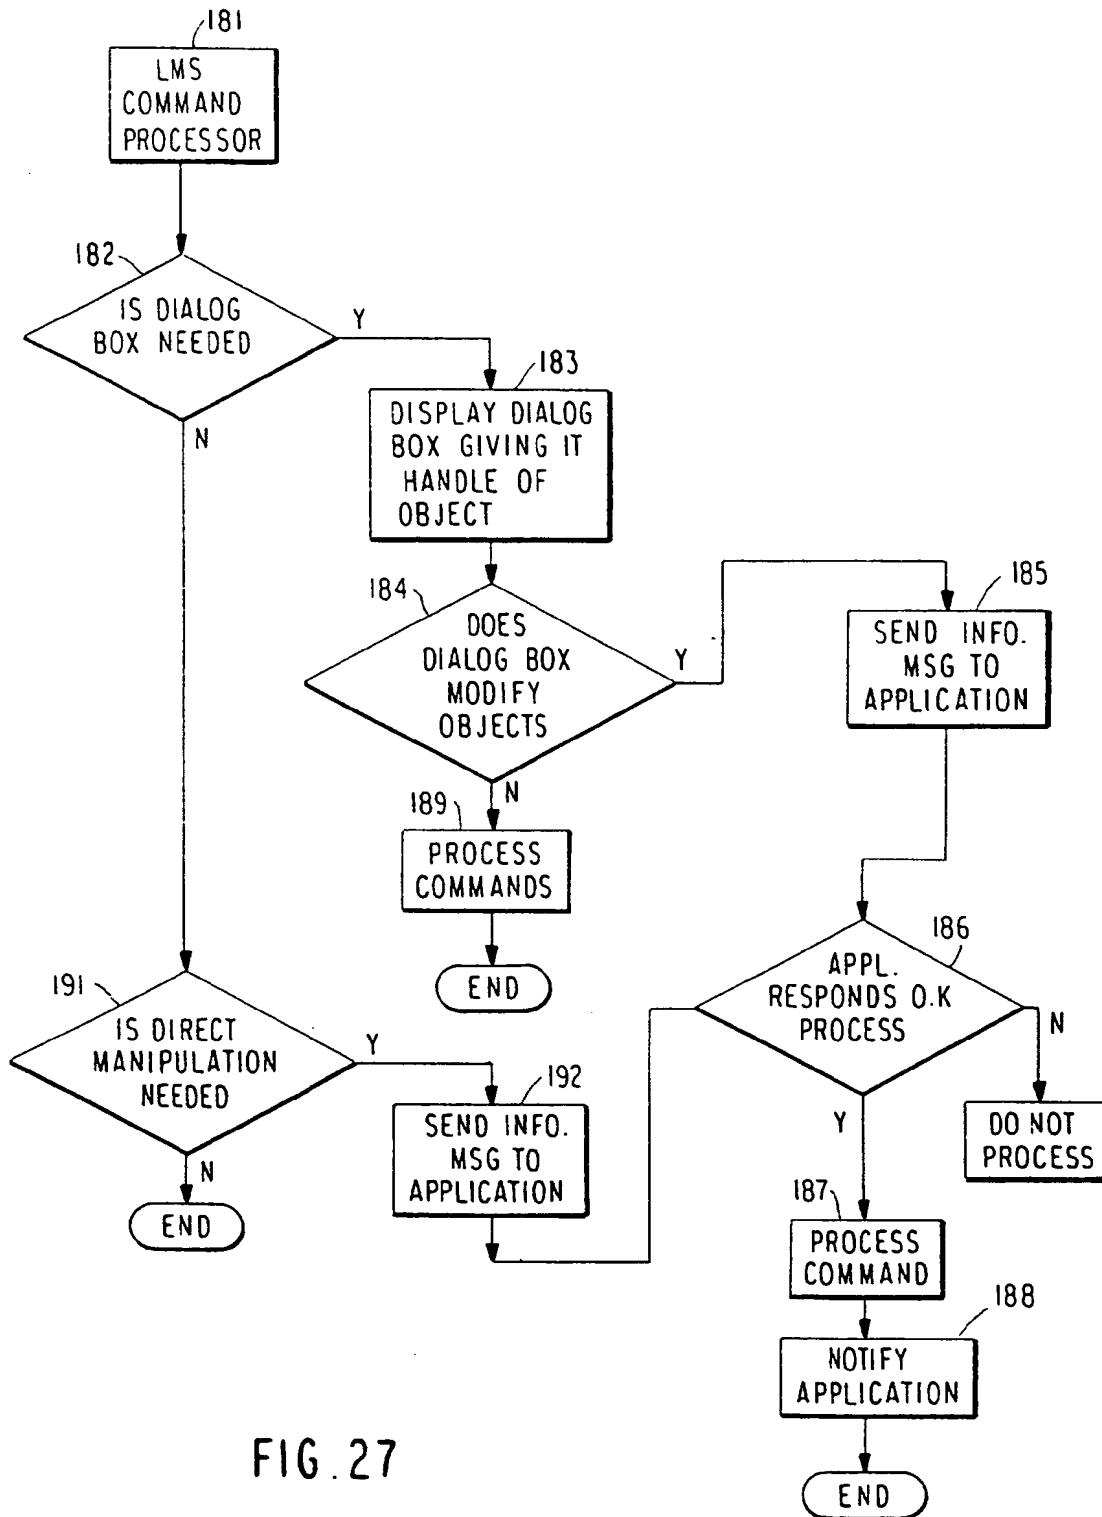 181
LMS
COMMAND
PROCESSOR
182
IS DIALOG
BOX NEEDED
Y
N
183
DISPLAY DIALOG
BOX GIVING IT
HANDLE OF
OBJECT
184
DOES
DIALOG BOX
MODIFY
OBJECTS
Y
N
185
SEND INFO.
MSG TO
APPLICATION
189
PROCESS
COMMANDS
END
186
APPL.
RESPONDS O.K
PROCESS
N
Y
DO NOT
PROCESS
191
IS DIRECT
MANIPULATION
NEEDED
Y
N
END
192
SEND INFO.
MSG TO
APPLICATION
187
PROCESS
COMMAND
188
NOTIFY
APPLICATION
END
FIG.27